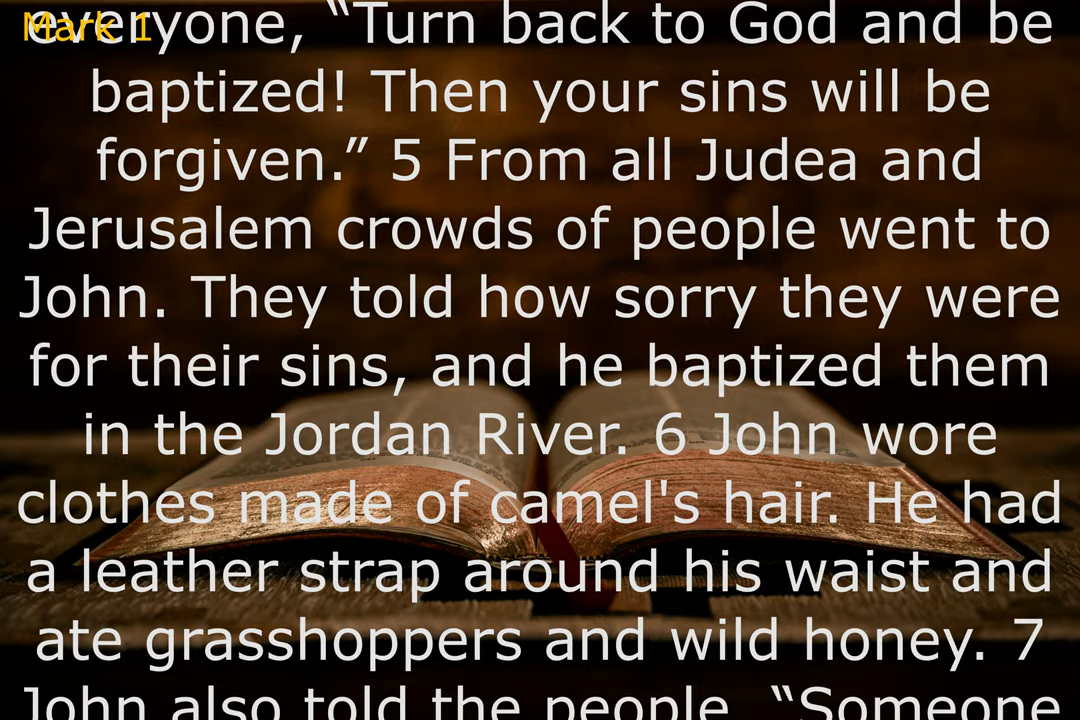 Mark 1
everyone, “Turn back to God and be
baptized! Then your sins will be
forgiven.” 5 From all Judea and
Jerusalem crowds of people went to
John. They told how sorry they were
for their sins, and he baptized them
in the Jordan River. 6 John wore
clothes made of camel's hair. He had
a leather strap around his waist and
ate grasshoppers and wild honey. 7
John also told the people, “Someone